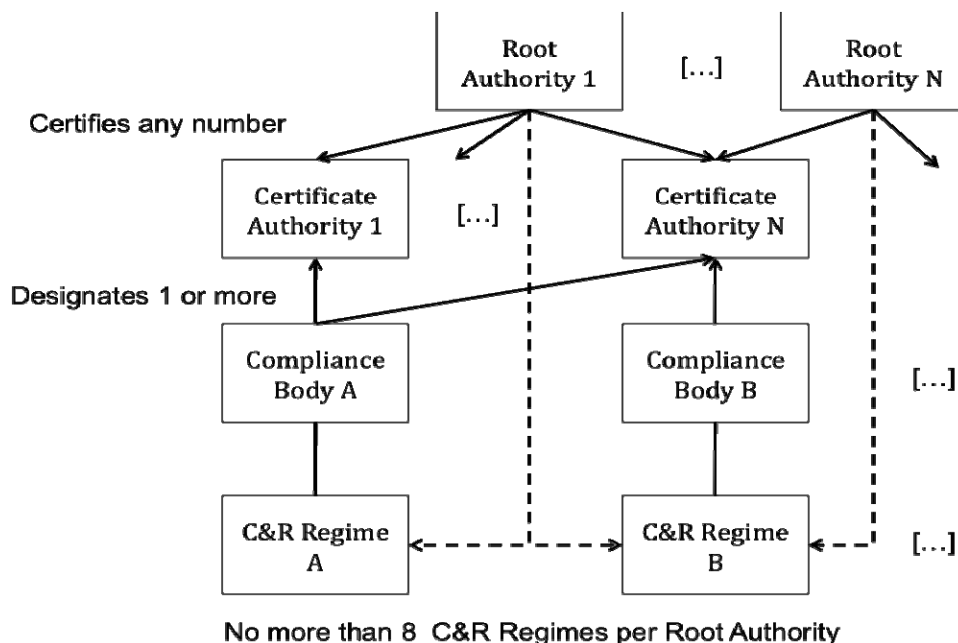 Root
Authority 1
[...]
Root
Authority N
Certifies any number
Certificate
Authority 1
[...]
Certificate
Authority N
Designates 1 or more
Compliance
Body A
Compliance
Body B
[...]
C&R Regime
A
C&R Regime
B
[...]
No more than 8 C&R Regimes per Root Authority